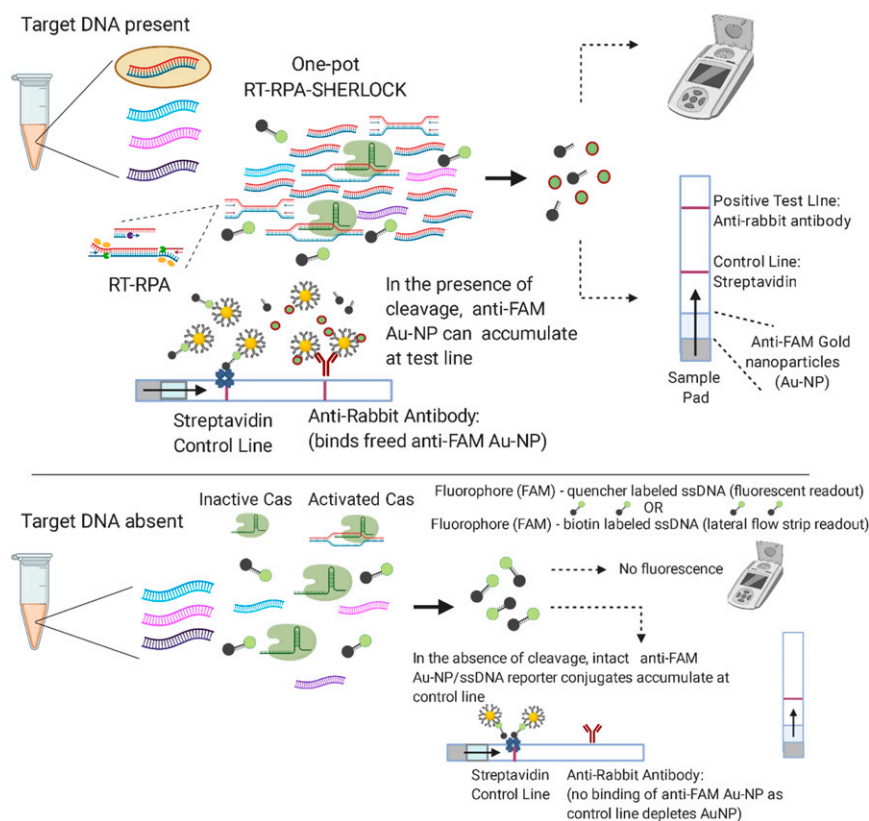 Target DNA present
One-pot
RT-RPA-SHERLOCK
RT-RPA
In the presence of
cleavage, anti-FAM
Au-NP can accumulate
at test line
Streptavidin
Control Line
Anti-Rabbit Antibody:
(binds freed anti-FAM Au-NP)
Positive Test LIne:
Anti-rabbit antibody
Control Line:
Streptavidin
Anti-FAM Gold
nanoparticles
(Au-NP)
Sample
Pad
Target DNA absent
Inactive Cas
Activated Cas
Fluorophore (FAM) - quencher labeled ssDNA (fluorescent readout)
OR
Fluorophore (FAM) - biotin labeled ssDNA (lateral flow strip readout)
No fluorescence
In the absence of cleavage, intact anti-FAM
Au-NP/ssDNA reporter conjugates accumulate at
control line
Streptavidin
Control Line
Anti-Rabbit Antibody:
(no binding of anti-FAM Au-NP as
control line depletes AuNP)